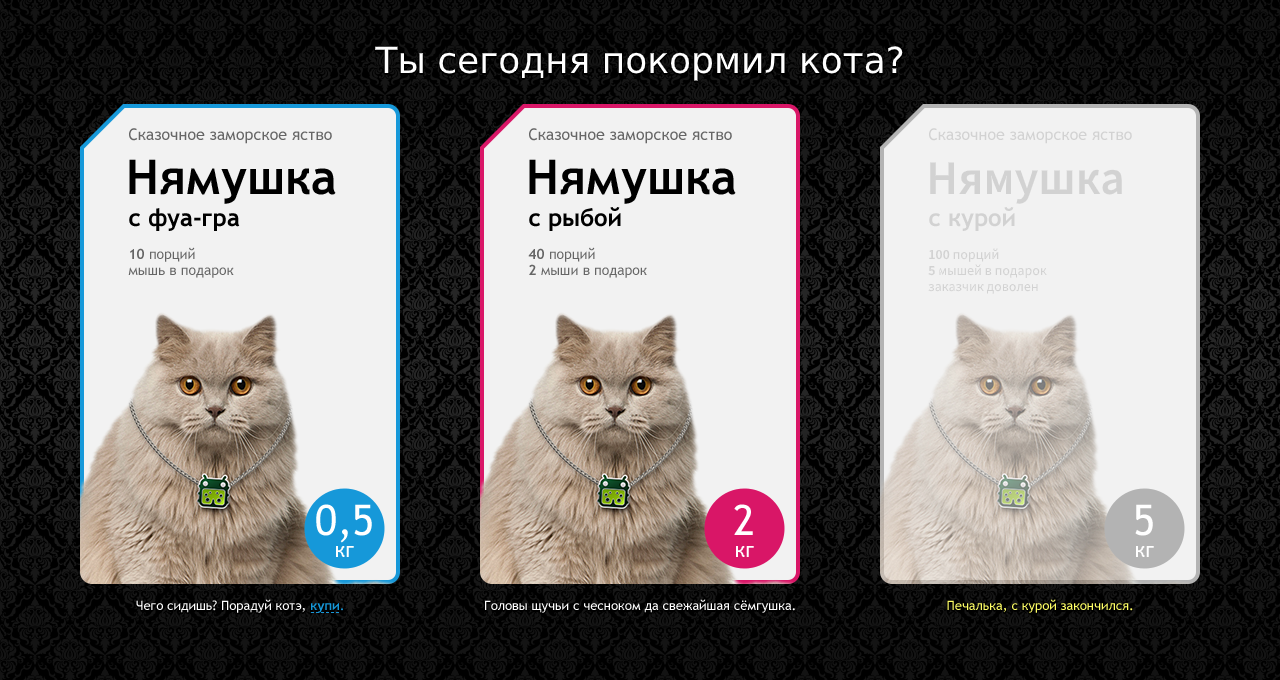 Ты сегодня покормил кота?
Сказочное заморское яство
Нямушка
с фуа-гра
10 порций
мышь в подарок
0,5
кг
Чего сидишь? Порадуй котэ, купи.
Сказочное заморское яство
Нямушка
с рыбой
40 порций
2 мыши в подарок
2
кг
Головы щучьи с чесноком да свежайшая сёмгушка.
Сказочное заморское яство
Нямушка
с курой
100 порций
5 мышей в подарок
заказчик доволен
5
кг
Печалька, с курой закончился.